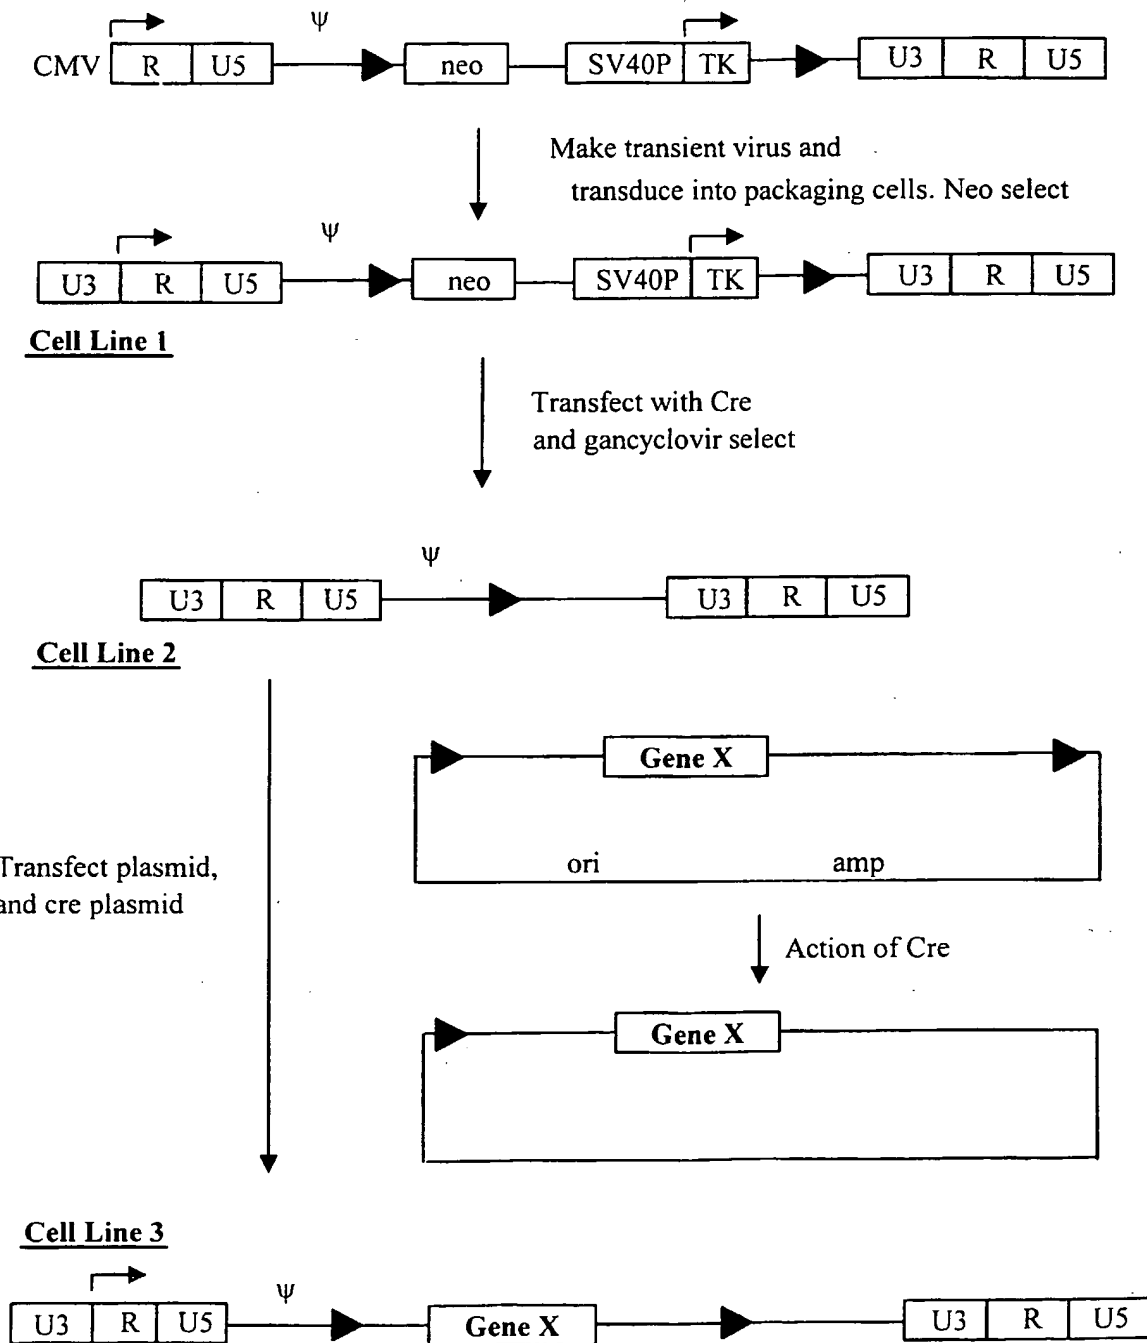 ψ
CMV R U5 neo SV40P TK U3 R U5
Make transient virus and
transduce into packaging cells. Neo select
ψ
U3 R U5 neo SV40P TK U3 R U5
Cell Line 1
Transfect with Cre
and gancyclovir select
ψ
U3 R U5 U3 R U5
Cell Line 2
Gene X
ori amp
Transfect plasmid,
and cre plasmid
Action of Cre
Gene X
Cell Line 3
ψ
U3 R U5 Gene X U3 R U5